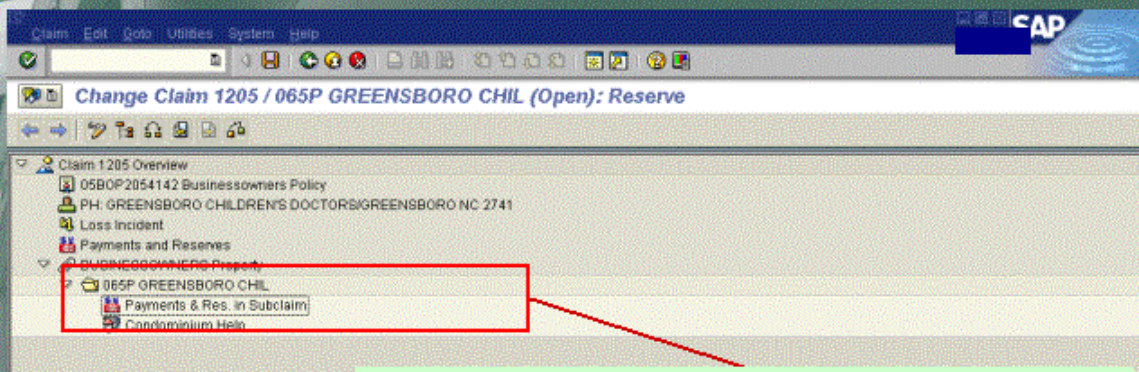 SAP
Claim Edit Goto Utilities System Help
Change Claim 1205 / 065P GREENSBORO CHIL (Open): Reserve
Claim 1205 Overview
05BOP2054142 Businessowners Policy
PH: GREENSBORO CHILDREN'S DOCTORS/GREENSBORO NC 2741
Loss Incident
Payments and Reserves
BUSINESSOWNERS Property
065P GREENSBORO CHIL
Payments & Res. in Subclaim
Condominium Help